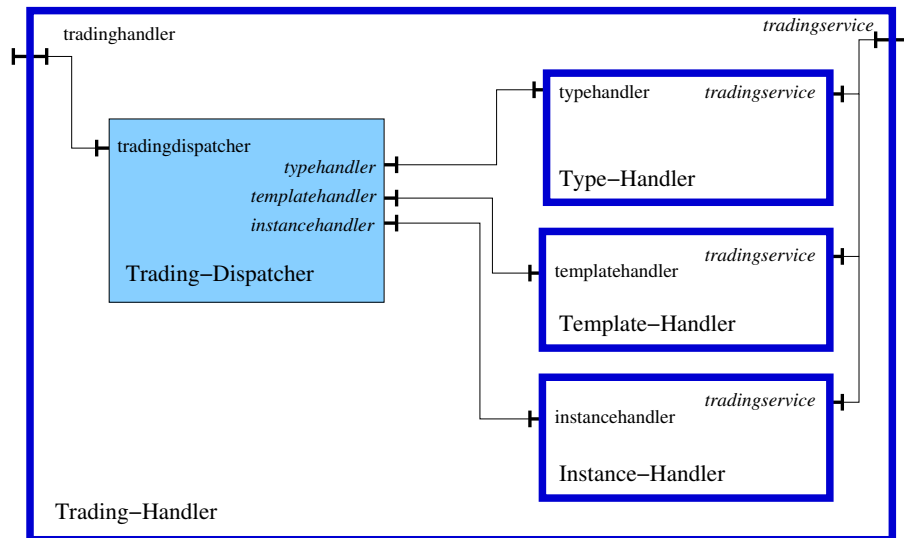 tradinghandler
tradingservice
typehandler
tradingservice
Type−Handler
tradingdispatcher
typehandler
templatehandler
instancehandler
Trading−Dispatcher
tradingservice
templatehandler
Template−Handler
tradingservice
instancehandler
Instance−Handler
Trading−Handler